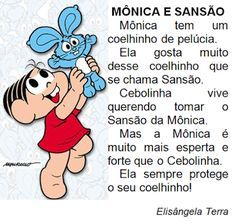 MÔNICA E SANSÃO
Mônica tem um
coelhinho de pelúcia.
Ela gosta muito
desse coelhinho que
se chama Sansão.
Cebolinha vive
querendo tomar o
Sansão da Mônica.
Mas a Mônica é
muito mais esperta e
forte que o Cebolinha.
Ela sempre protege
o seu coelhinho!
Elisângela Terra